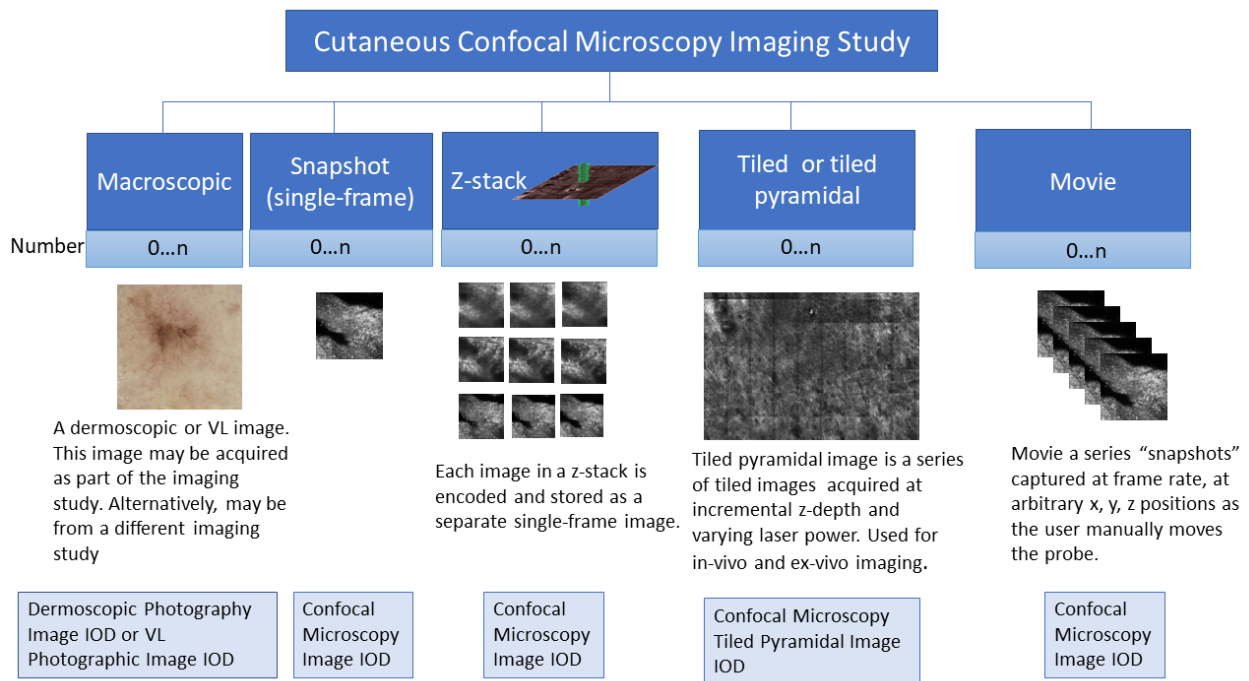 Cutaneous Confocal Microscopy Imaging Study
Macroscopic
Snapshot
(single-frame)
Z-stack
Tiled or tiled
pyramidal
Movie
Number
0...n
0...n
0...n
0...n
0...n
A dermoscopic or VL image.
This image may be acquired
as part of the imaging
study. Alternatively, may be
from a different imaging
study
Each image in a z-stack is
encoded and stored as a
separate single-frame image.
Tiled pyramidal image is a series
of tiled images acquired at
incremental z-depth and
varying laser power. Used for
in-vivo and ex-vivo imaging.
Movie a series “snapshots”
captured at frame rate, at
arbitrary x, y, z positions as
the user manually moves
the probe.
Dermoscopic Photography
Image IOD or VL
Photographic Image IOD
Confocal
Microscopy
Image IOD
Confocal
Microscopy
Image IOD
Confocal Microscopy
Tiled Pyramidal Image
IOD
Confocal
Microscopy
Image IOD